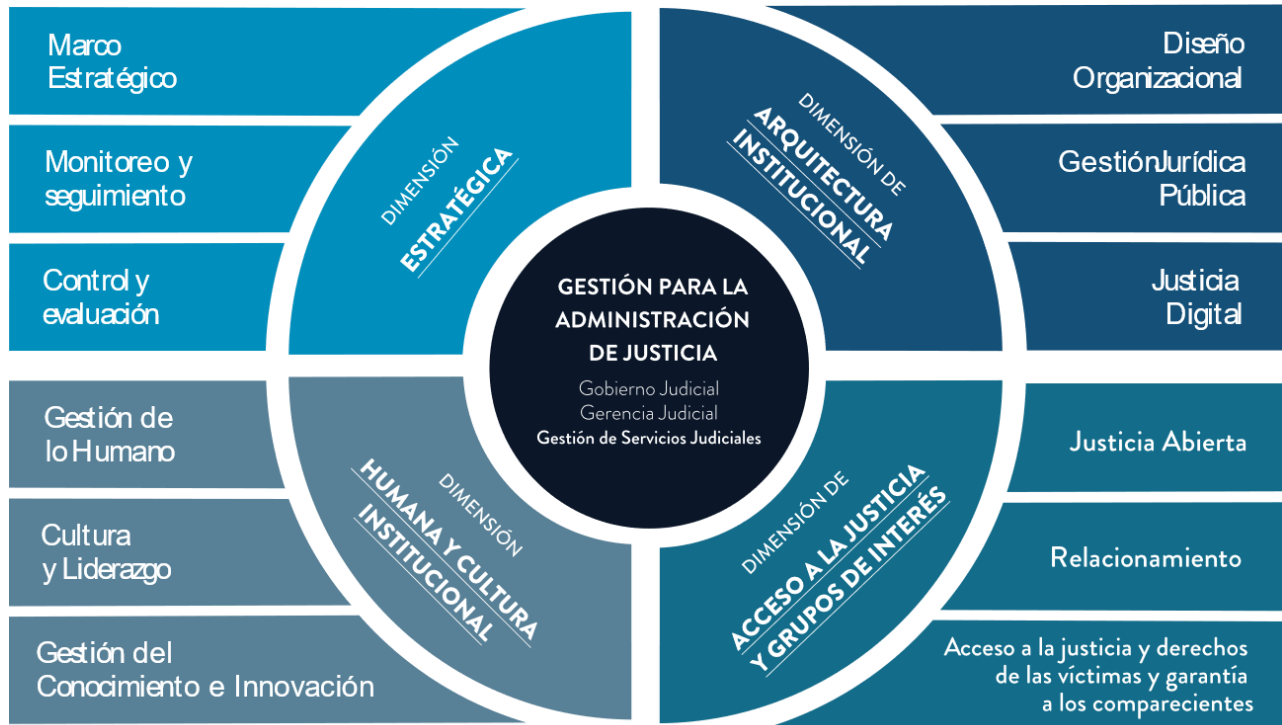 Marco
Estratégico
Monitoreo y
seguimiento
Control y
evaluación
DIMENSIÓN
ESTRATÉGICA
DIMENSIÓN DE
ARQUITECTURA
INSTITUCIONAL
Diseño
Organizacional
GestiónJurídica
Pública
Justicia
Digital
GESTIÓN PARA LA
ADMINISTRACIÓN
DE JUSTICIA
Gobierno Judicial
Gerencia Judicial
Gestión de Servicios Judiciales
Gestión de
lo Humano
Cultura
y Liderazgo
Gestión del
Conocimiento e Innovación
DIMENSIÓN
HUMANA Y CULTURA
INSTITUCIONAL
DIMENSIÓN DE
ACCESO A LA JUSTICIA
Y GRUPOS DE INTERÉS
Justicia Abierta
Relacionamiento
Acceso a la justicia y derechos
de las víctimas y garantía
a los comparecientes